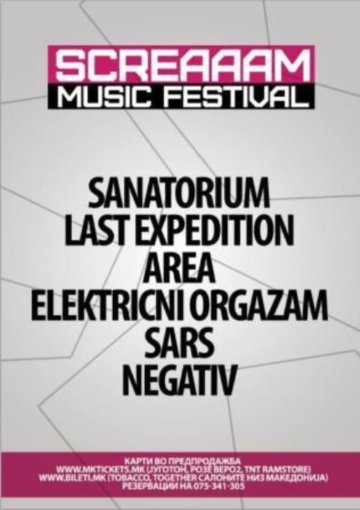 SCREAAAM
MUSIC FESTIVAL
SANATORIUM
LAST EXPEDITION
AREA
ELEKTRICNI ORGAZAM
SARS
NEGATIV
КАРТИ ВО ПРЕДПРОДАЖБА
WWW.MKTICKETS.MK (ЈУГОТОН, РОЗЕ ВЕРО2, TNT RAMSTORE)
WWW.BILETI.MK (TOBACCO, TOGETHER САЛОНИТЕ НИЗ МАКЕДОНИЈА)
РЕЗЕРВАЦИИ НА 075-341-305